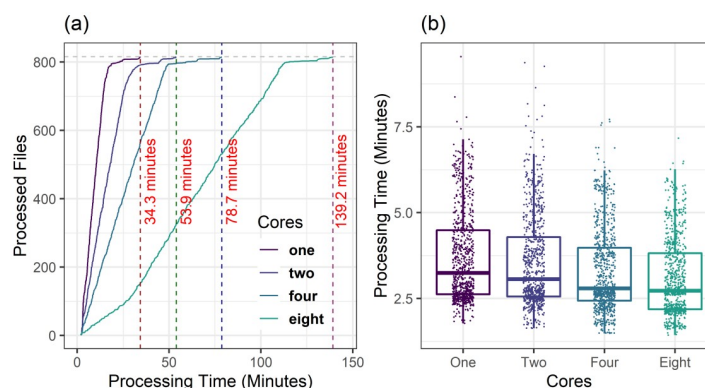 (a)
800
600
400
200
0
Processed Files
34.3 minutes
53.9 minutes
78.7 minutes
139.2 minutes
Cores
one
two
four
eight
0
50
100
150
Processing Time (Minutes)
(b)
7.5
5.0
2.5
Processing Time (Minutes)
One
Two
Four
Eight
Cores